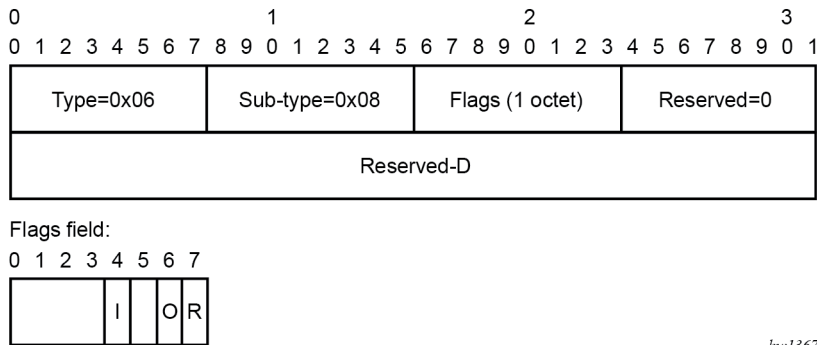 0 1 2 3
0 1 2 3 4 5 6 7 8 9 0 1 2 3 4 5 6 7 8 9 0 1 2 3 4 5 6 7 8 9 0 1
Type=0x06 Sub-type=0x08 Flags (1 octet) Reserved=0
Reserved-D
Flags field:
0 1 2 3 4 5 6 7
I O R